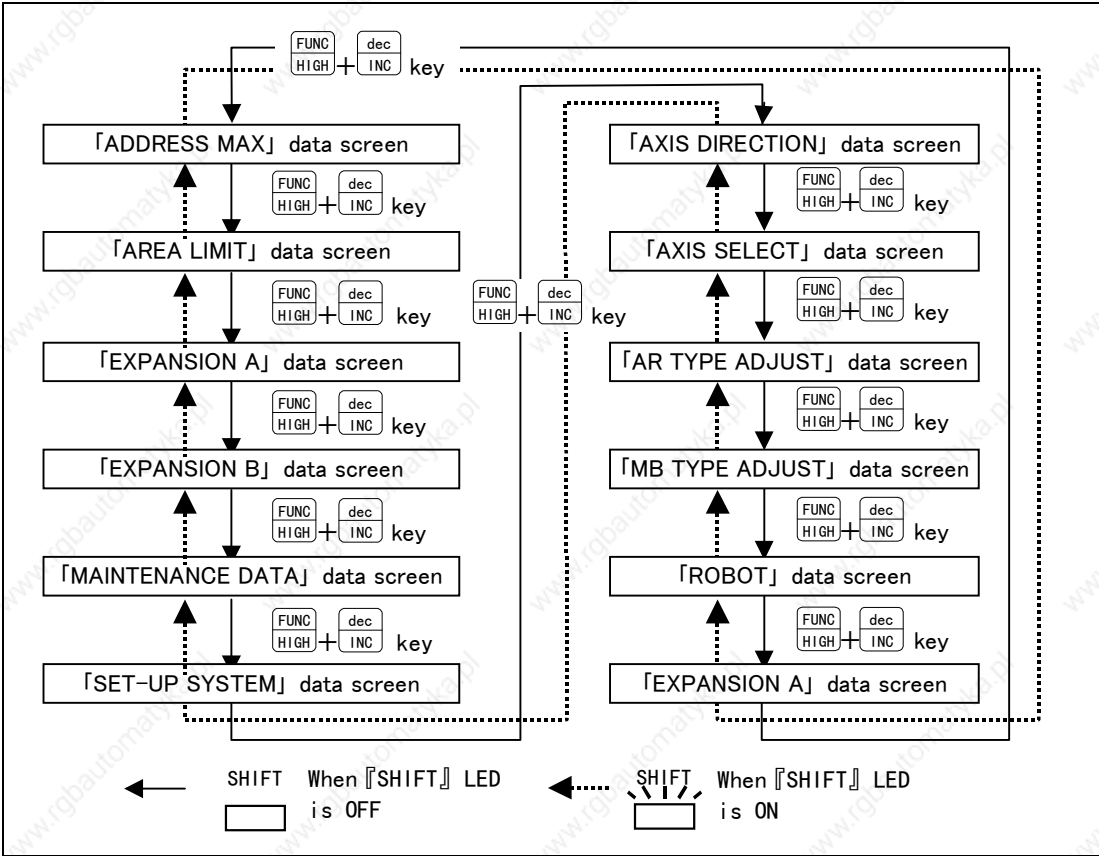 FUNC HIGH + dec INC key
「ADDRESS MAX」 data screen
FUNC HIGH + dec INC key
「AREA LIMIT」 data screen
FUNC HIGH + dec INC key
「EXPANSION A」 data screen
FUNC HIGH + dec INC key
「EXPANSION B」 data screen
FUNC HIGH + dec INC key
「MAINTENANCE DATA」 data screen
FUNC HIGH + dec INC key
「SET-UP SYSTEM」 data screen
FUNC HIGH + dec INC key
「AXIS DIRECTION」 data screen
FUNC HIGH + dec INC key
「AXIS SELECT」 data screen
FUNC HIGH + dec INC key
「AR TYPE ADJUST」 data screen
FUNC HIGH + dec INC key
「MB TYPE ADJUST」 data screen
FUNC HIGH + dec INC key
「ROBOT」 data screen
FUNC HIGH + dec INC key
「EXPANSION A」 data screen
SHIFT When『SHIFT』LED
is OFF
SHIFT When『SHIFT』LED
is ON
www.rgbautomatyka.pl